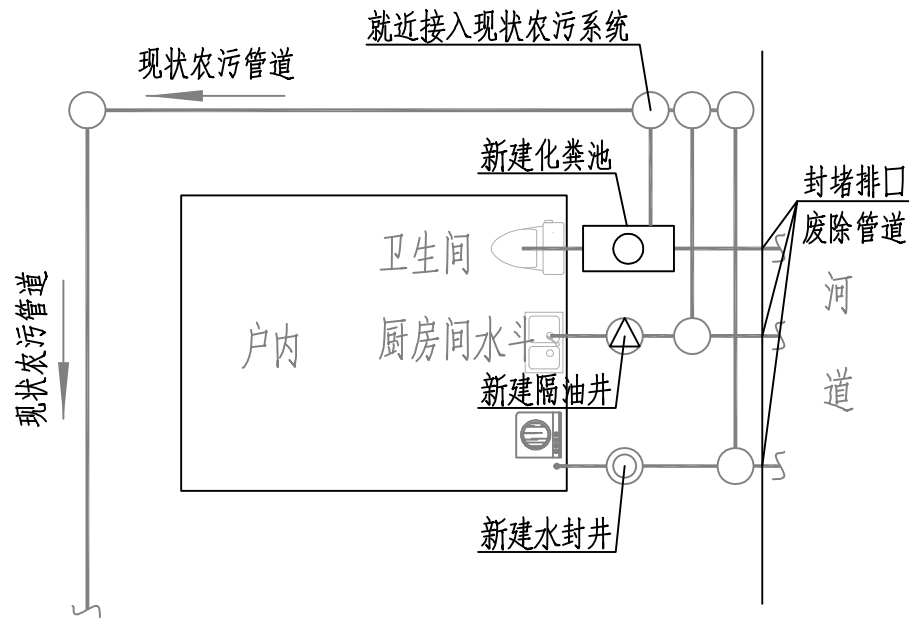 就近接入现状农污系统
现状农污管道
新建化粪池
封堵排口
废除管道
卫生间
河道
现状农污管道
户内
厨房间水斗
新建隔油井
新建水封井